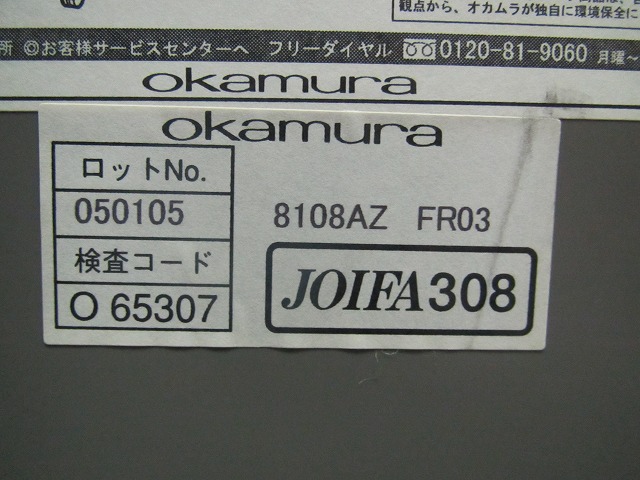 観点から、オカムラが独自に環境保全に
所 ◎お客様サービスセンターへ フリーダイヤル 0120-81-9060 月曜~
okamura
okamura
ロットNo.
050105
8108AZ FR03
検査コード
O 65307
JOIFA308